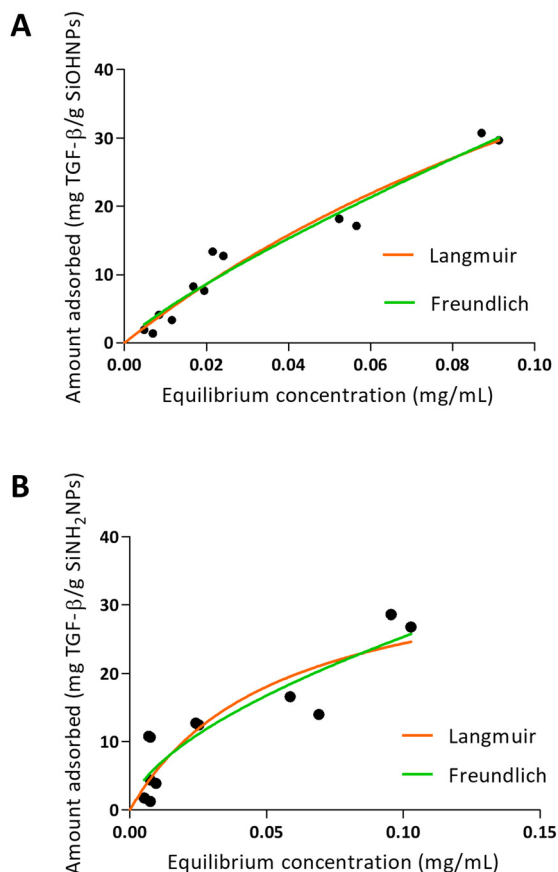 A
Amount adsorbed (mg TGF-β/g SiOHNPs)
40
30
20
10
0
0.00 0.02 0.04 0.06 0.08 0.10
Equilibrium concentration (mg/mL)
Langmuir
Freundlich
B
Amount adsorbed (mg TGF-β/g SiNH₂NPs)
40
30
20
10
0
0.00 0.05 0.10 0.15
Equilibrium concentration (mg/mL)
Langmuir
Freundlich